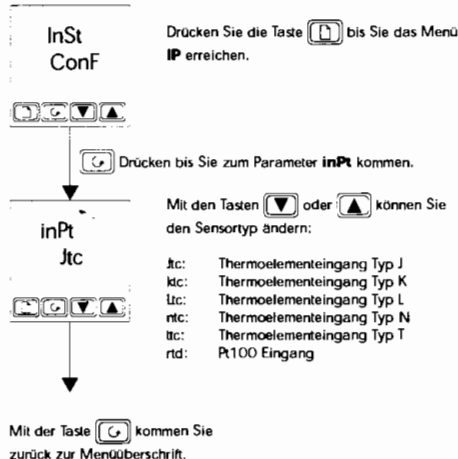 InSt
ConF
Drücken Sie die Taste bis Sie das Menü
IP erreichen.
Drücken bis Sie zum Parameter inPt kommen.
inPt
Jtc
Mit den Tasten oder können Sie
den Sensortyp ändern:
Jtc: Thermoelementeingang Typ J
ktc: Thermoelementeingang Typ K
Ltc: Thermoelementeingang Typ L
ntc: Thermoelementeingang Typ N
ttc: Thermoelementeingang Typ T
rtd: Pt100 Eingang
Mit der Taste kommen Sie
zurück zur Menüüberschrift.